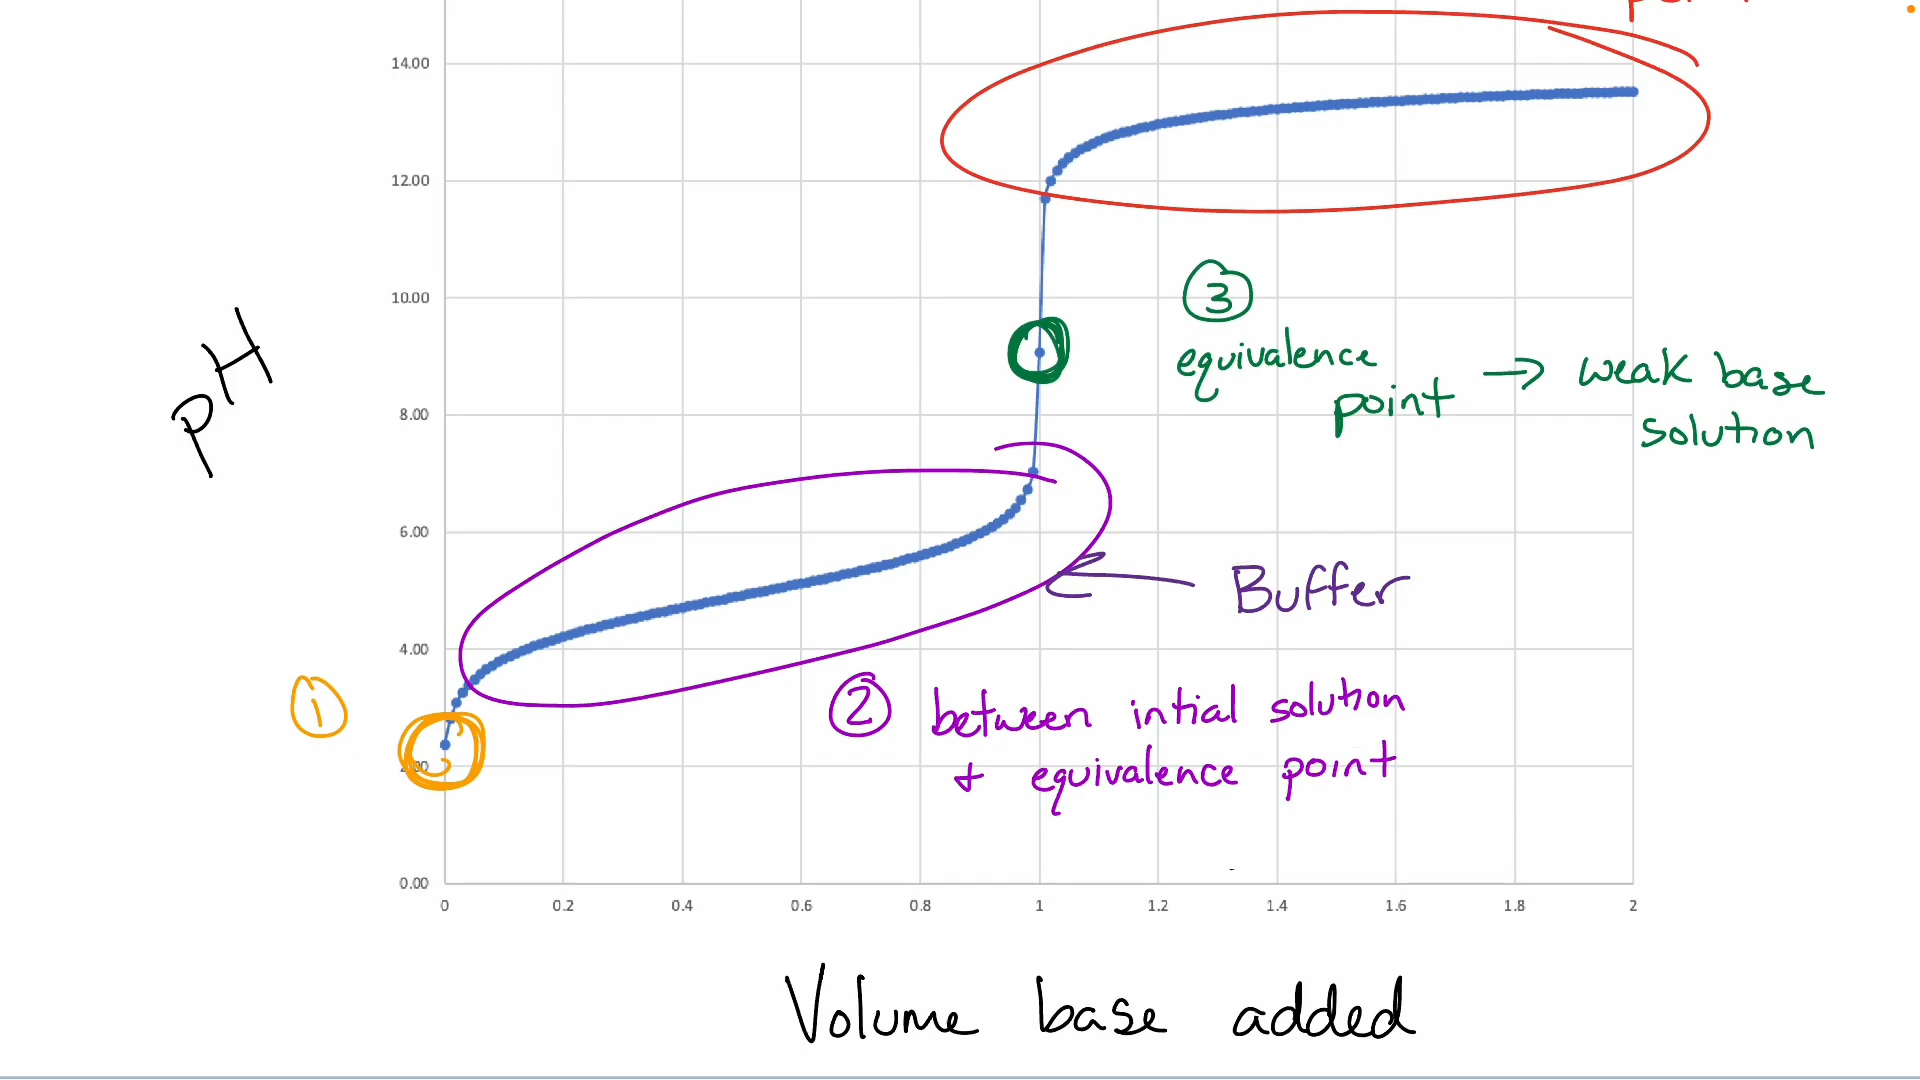 14.00
12.00
10.00
8.00
6.00
4.00
0.00
0 0.2 0.4 0.6 0.8 1 1.2 1.4 1.6 1.8 2
pH
Volume base added
1
3
equivalence
point → weak base
solution
Buffer
2 between intial solution
+ equivalence point